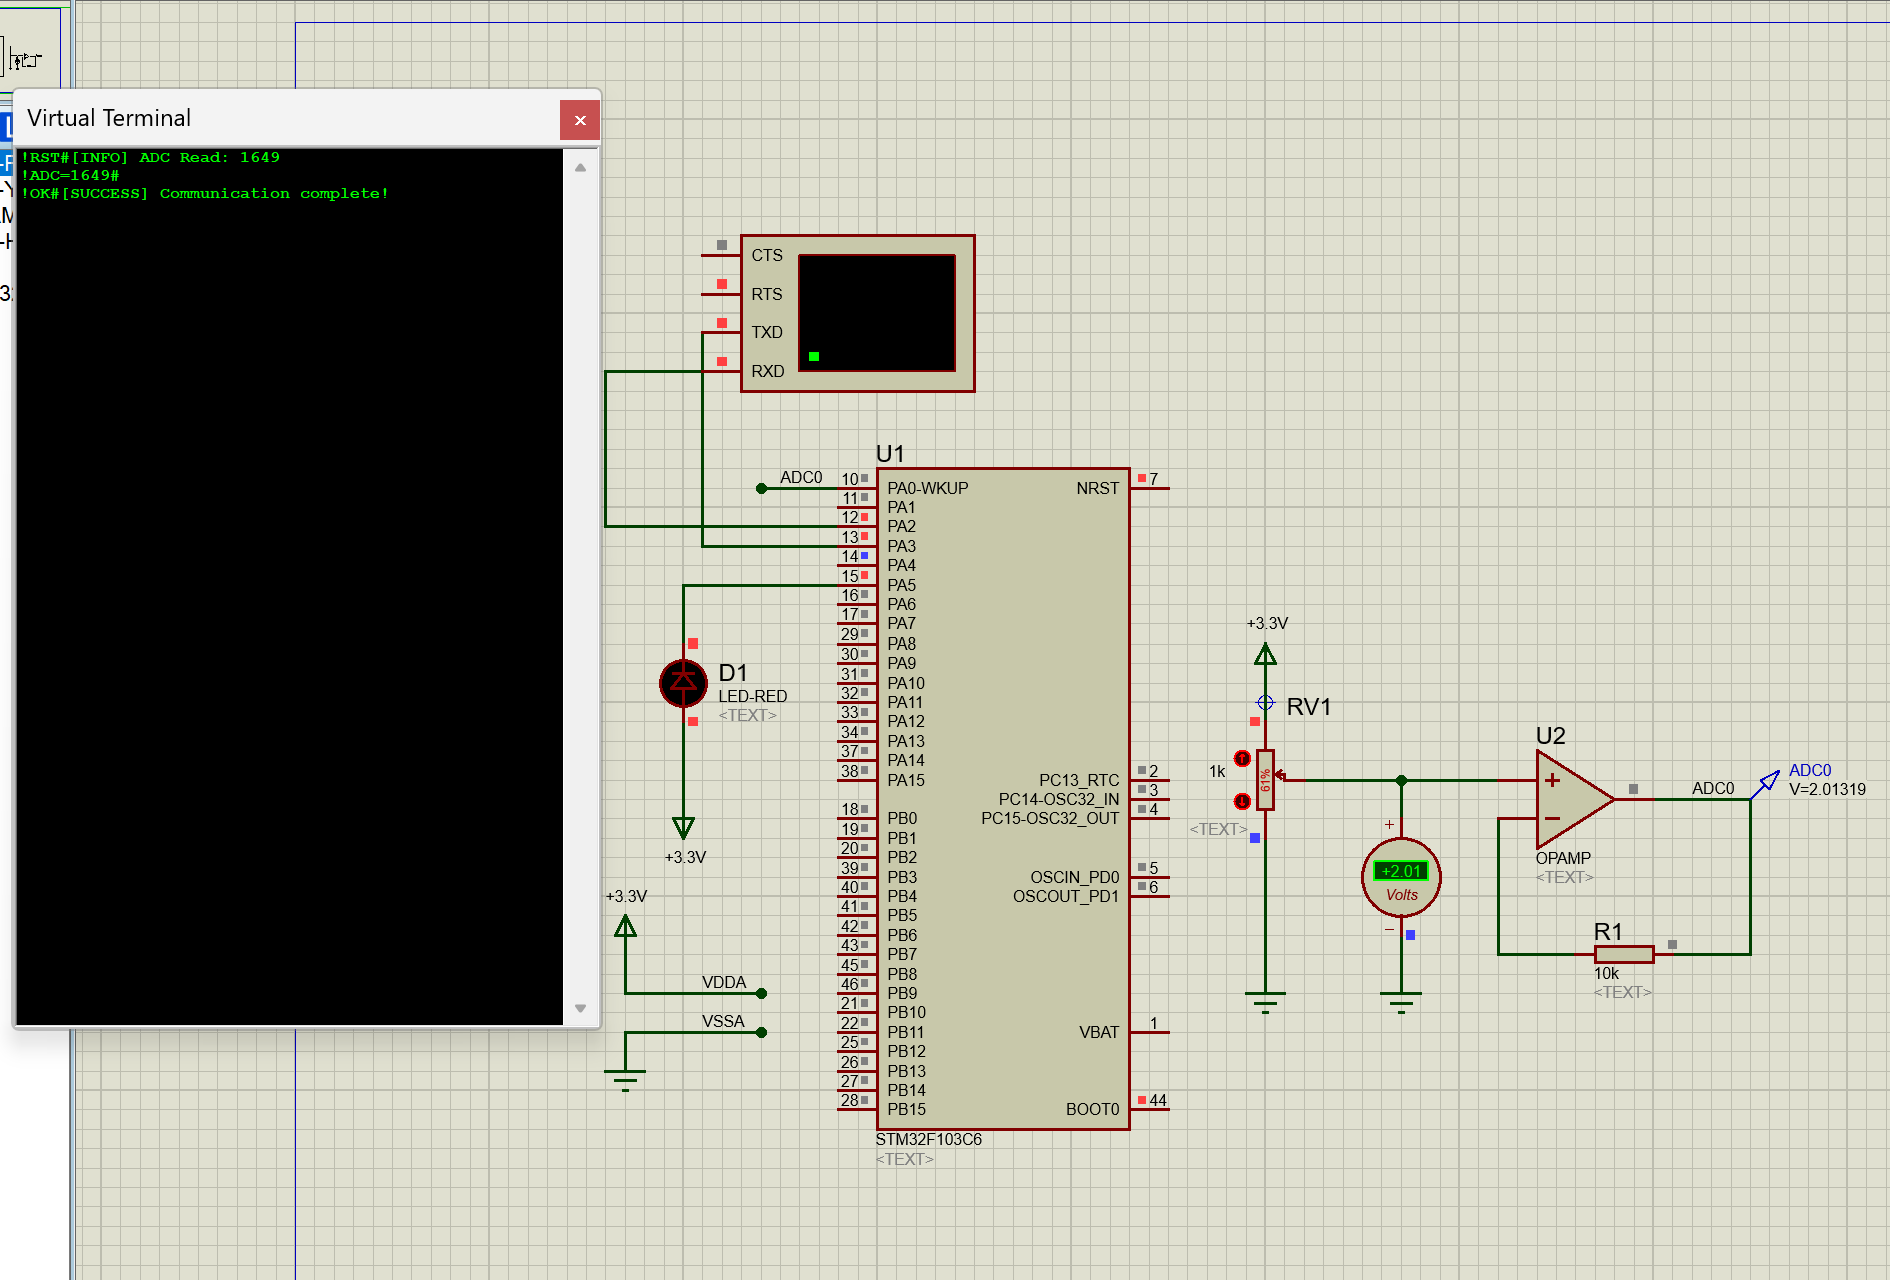 Virtual Terminal
!RST#[INFO] ADC Read: 1649
!ADC=1649#
!OK#[SUCCESS] Communication complete!
CTS
RTS
TXD
RXD
U1
ADC0
10 PA0-WKUP
11 PA1
12 PA2
13 PA3
14 PA4
15 PA5
16 PA6
17 PA7
29 PA8
30 PA9
31 PA10
32 PA11
33 PA12
34 PA13
37 PA14
38 PA15
18 PB0
19 PB1
20 PB2
39 PB3
40 PB4
41 PB5
42 PB6
43 PB7
45 PB8
46 PB9
21 PB10
22 PB11
25 PB12
26 PB13
27 PB14
28 PB15
NRST 7
PC13_RTC 2
PC14-OSC32_IN 3
PC15-OSC32_OUT 4
OSCIN_PD0 5
OSCOUT_PD1 6
VBAT 1
BOOT0 44
STM32F103C6
<TEXT>
D1
LED-RED
<TEXT>
+3.3V
+3.3V
VDDA
VSSA
+3.3V
RV1
1k
61%
<TEXT>
+
+2.01
Volts
−
U2
+
−
OPAMP
<TEXT>
ADC0
ADC0
V=2.01319
R1
10k
<TEXT>